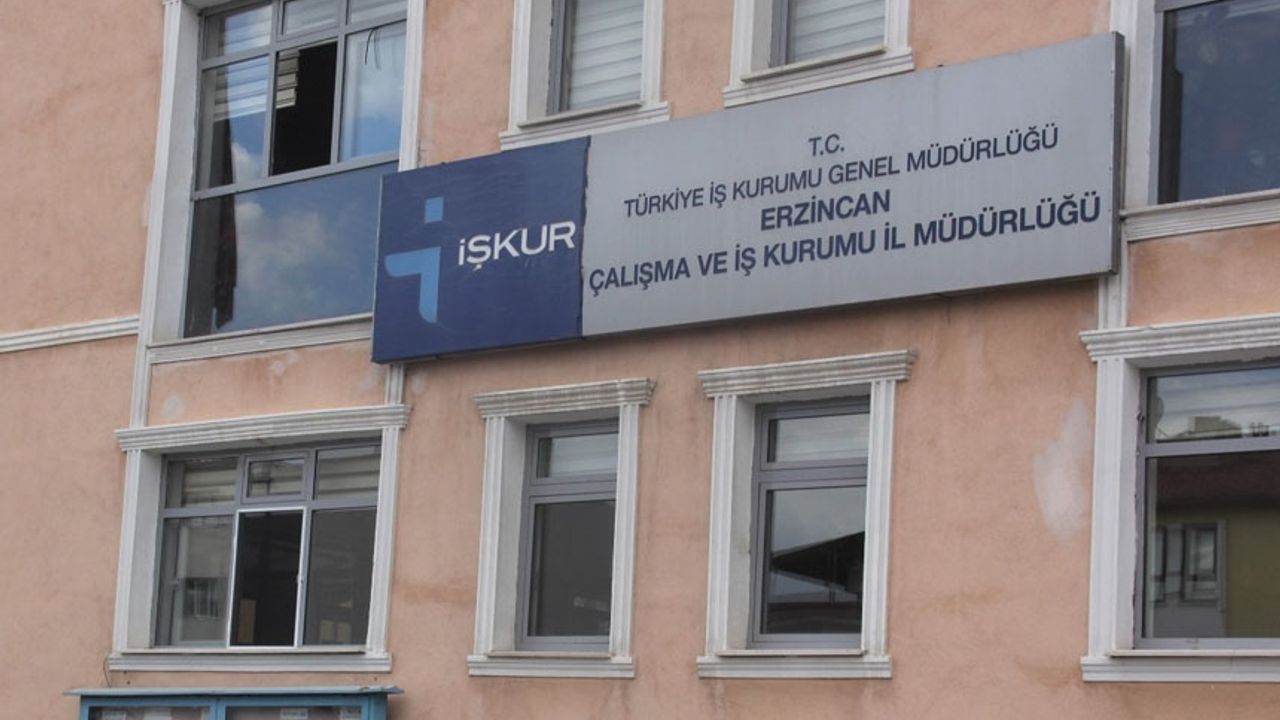 İŞKUR
T.C.
TÜRKİYE İŞ KURUMU GENEL MÜDÜRLÜĞÜ
ERZİNCAN
ÇALIŞMA VE İŞ KURUMU İL MÜDÜRLÜĞÜ